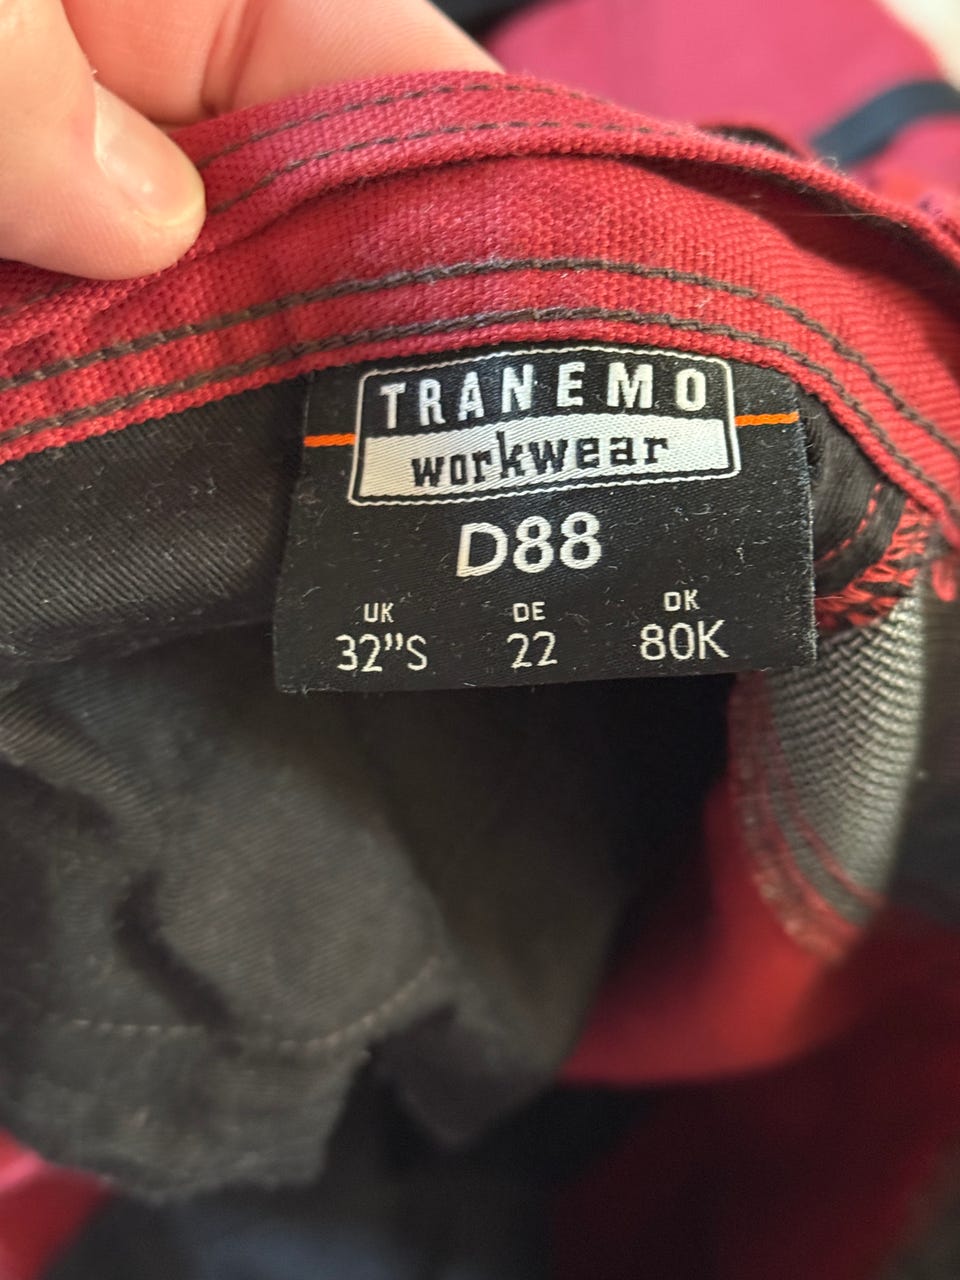 TRANEMO
workwear
D88
UK DE DK
32"S 22 80K